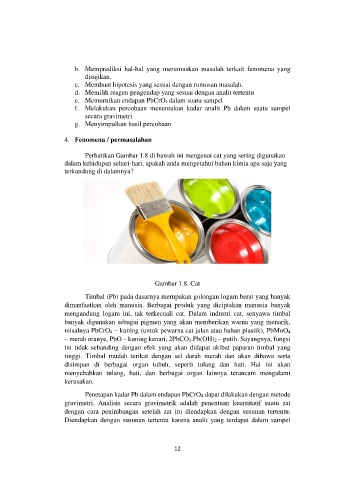 b. Memprediksi hal-hal yang merumuskan masalah terkait fenomena yang
disajikan.
c. Membuat hipotesis yang sesuai dengan rumusan masalah.
d. Memilih reagen pengendap yang sesuai dengan analit tertentu
e. Memurnikan endapan PbCrO₄ dalam suatu sampel
f. Melakukan percobaan menentukan kadar analit Pb dalam suatu sampel
secara gravimetri
g. Menyimpulkan hasil percobaan
4. Fenomena / permasalahan
Perhatikan Gambar 1.8 di bawah ini mengenai cat yang sering digunakan
dalam kehidupan sehari-hari, apakah anda mengetahui bahan kimia apa saja yang
terkandung di dalamnya?
Gambar 1.8. Cat
Timbal (Pb) pada dasarnya merupakan golongan logam berat yang banyak
dimanfaatkan oleh manusia. Berbagai produk yang diciptakan manusia banyak
mengandung logam ini, tak terkecuali cat. Dalam industri cat, senyawa timbal
banyak digunakan sebagai pigmen yang akan memberikan warna yang menarik,
misalnya PbCrO₄ – kuning (untuk pewarna cat jalan atau bahan plastik), PbMoO₄
– merah oranye, PbO – kuning kenari, 2PbCO₃.Pb(OH)₂ – putih. Sayangnya, fungsi
ini tidak sebanding dengan efek yang akan didapat akibat paparan timbal yang
tinggi. Timbal mudah terikat dengan sel darah merah dan akan dibawa serta
disimpan di berbagai organ tubuh, seperti tulang dan hati. Hal ini akan
menyebabkan tulang, hati, dan berbagai organ lainnya terancam mengalami
kerusakan.
Penetapan kadar Pb dalam endapan PbCrO₄ dapat dilakukan dengan metode
gravimetri. Analisis secara gravimetrik adalah penentuan kuantitatif suatu zat
dengan cara penimbangan setelah zat itu diendapkan dengan susunan tertentu.
Diendapkan dengan susunan tertentu karena analit yang terdapat dalam sampel
12